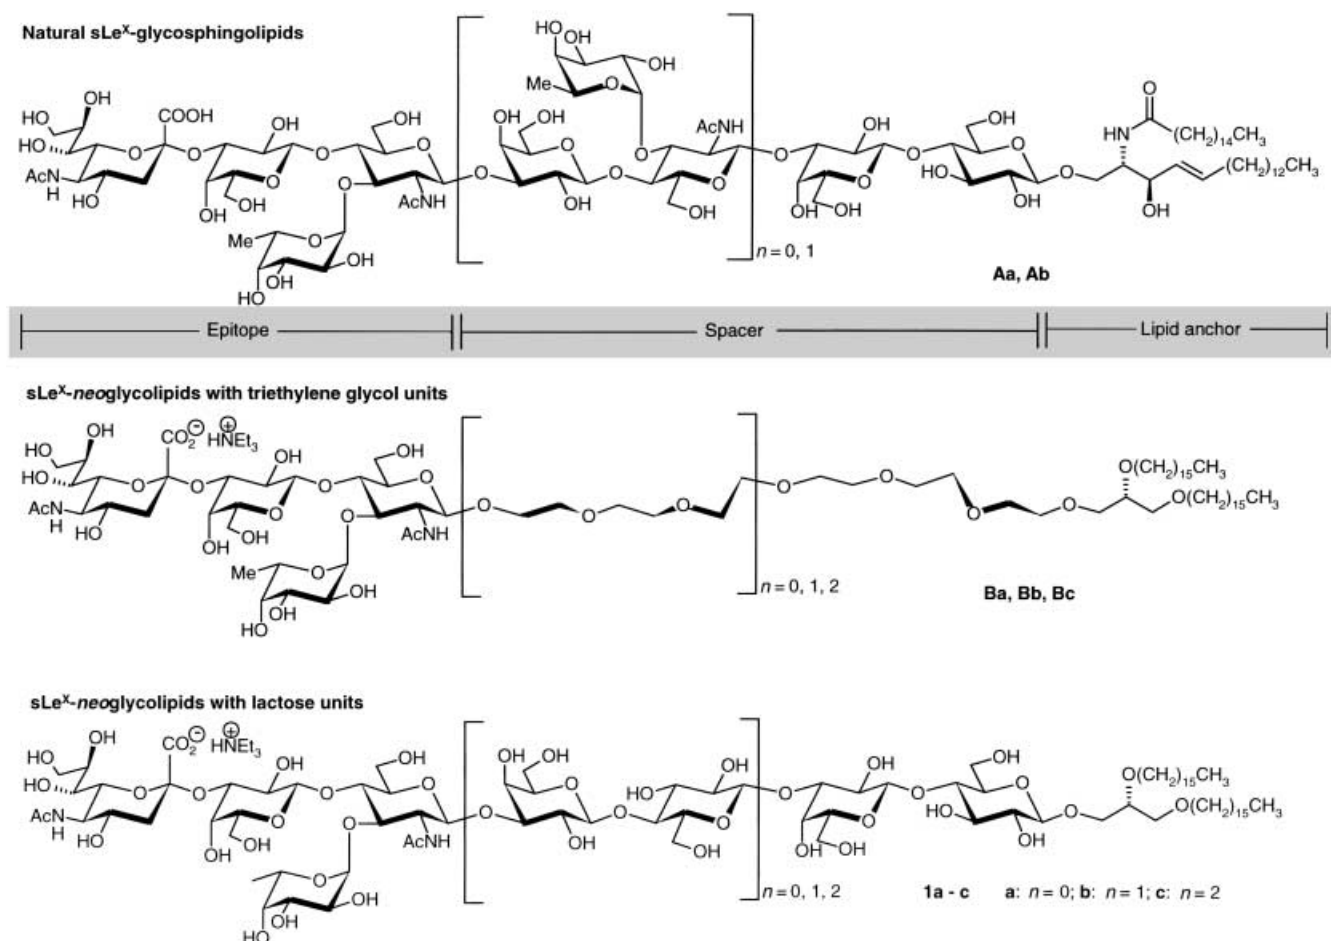 Natural sLeˣ-glycosphingolipids
HO OH COOH OH OH
HO O O O O O O
AcN H HO HO OH OH O AcNH
Me O OH OH HO
HO OH OH Me O
OH OH O OH O O O AcNH OH
n = 0, 1
OH O O O OH OH
OH O HO OH O
O HN (CH₂)₁₄CH₃
(CH₂)₁₂CH₃
OH
Aa, Ab
Epitope
Spacer
Lipid anchor
sLeˣ-neoglycolipids with triethylene glycol units
HO OH CO₂⊖ ⊕ HNEt₃ OH OH
HO O O O O O O
AcN H HO OH OH O AcNH
Me O OH OH HO
O O O
n = 0, 1, 2
O O O O
O(CH₂)₁₅CH₃
O(CH₂)₁₅CH₃
Ba, Bb, Bc
sLeˣ-neoglycolipids with lactose units
HO OH CO₂⊖ ⊕ HNEt₃ OH OH
HO O O O O O O
AcN H HO OH OH O AcNH
O OH OH HO
O OH OH O OH O HO O OH OH
n = 0, 1, 2
O OH O OH OH O
OH O HO OH O
O(CH₂)₁₅CH₃
O(CH₂)₁₅CH₃
1a - c a: n = 0; b: n = 1; c: n = 2